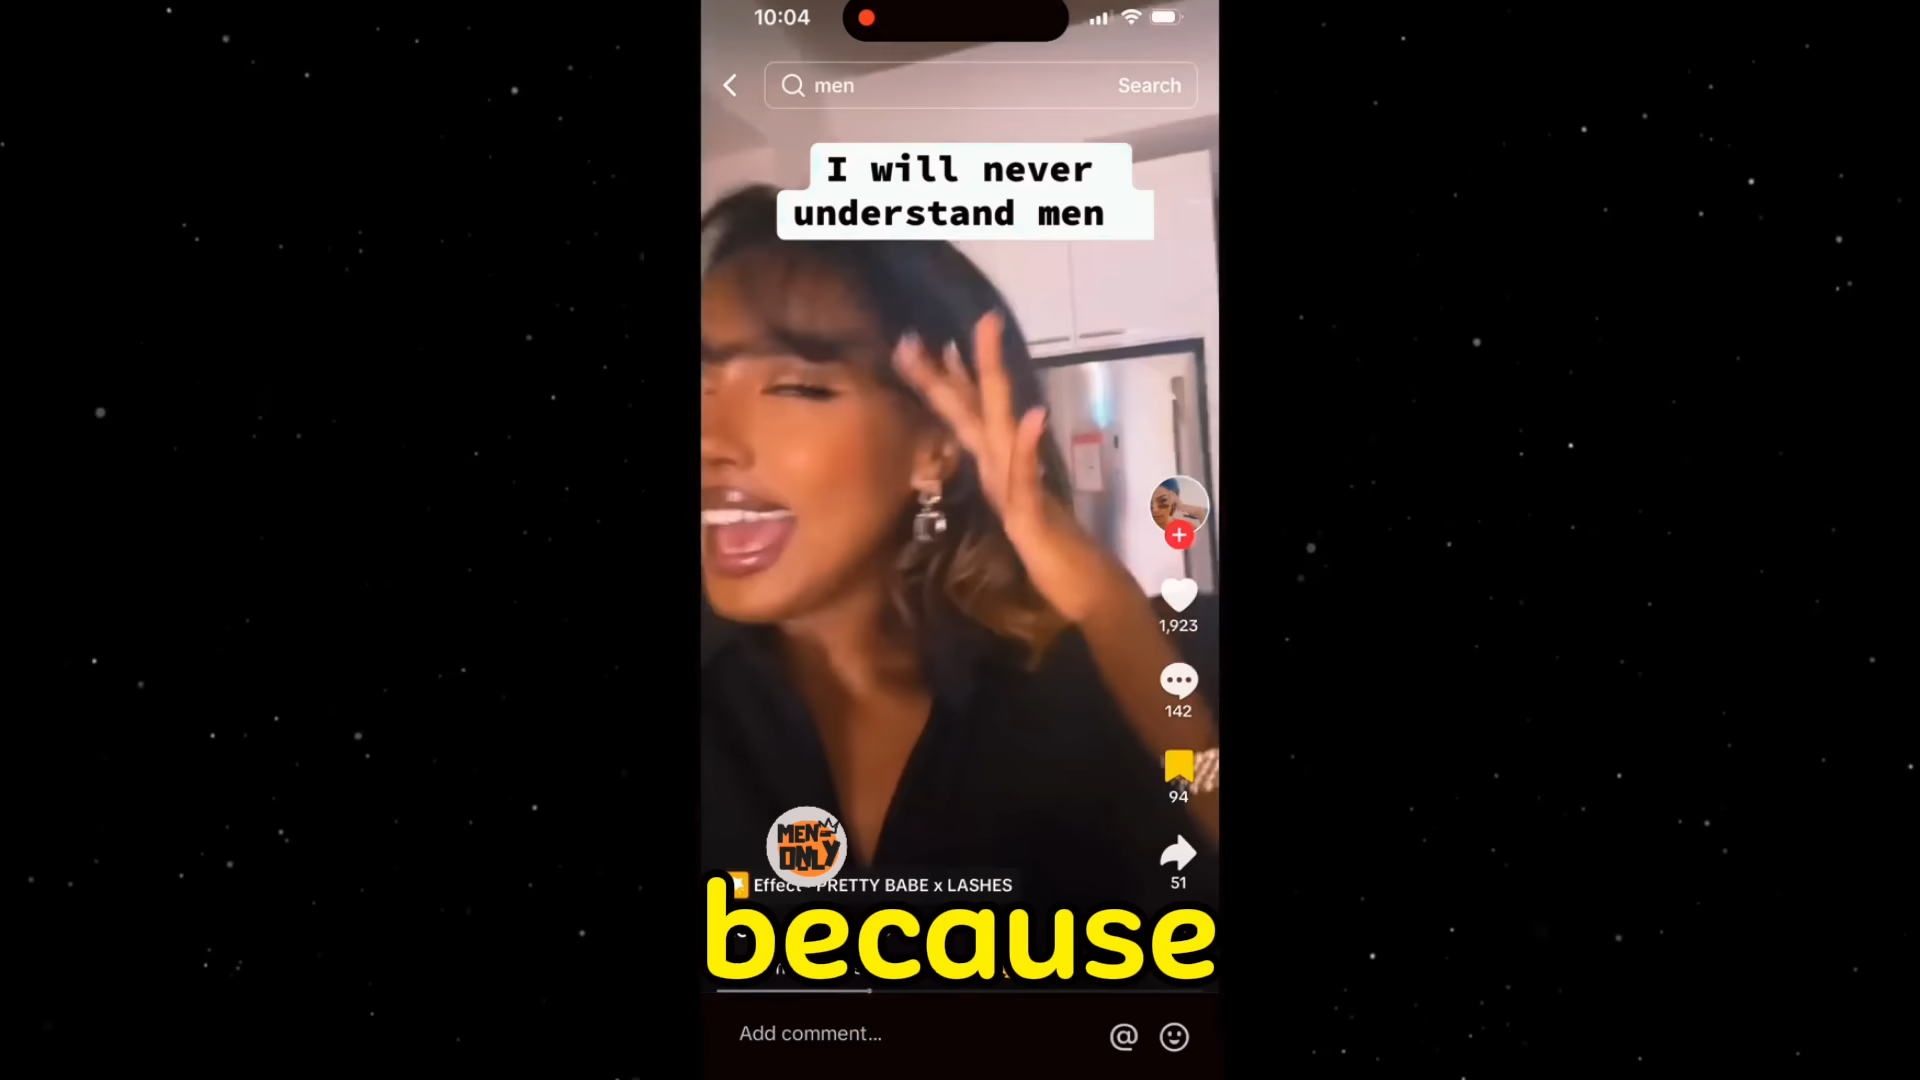 10:04
men
Search
I will never
understand men
1,923
142
94
51
MEN-
ONLY
Effect · PRETTY BABE x LASHES
because
Add comment...
@